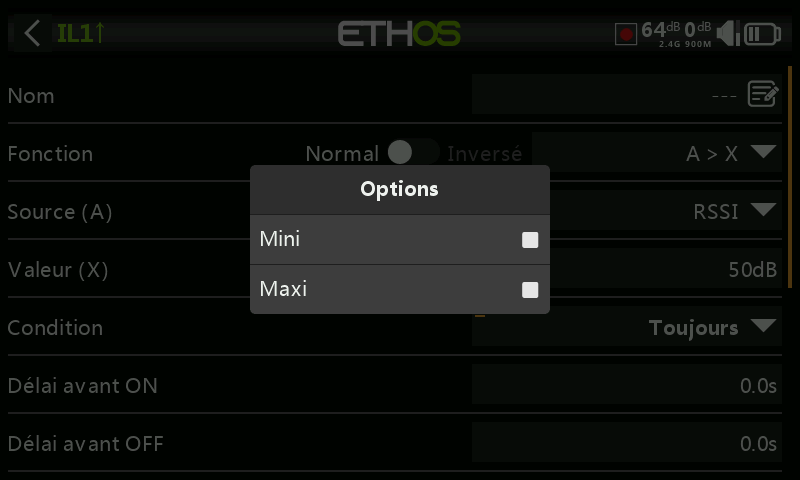 IL1↑ ETHOS 64dB 0dB
2.4G 900M
Nom ---
Fonction Normal Inversé A > X
Options
Source (A) RSSI
Mini
Valeur (X) 50dB
Maxi
Condition Toujours
Délai avant ON 0.0s
Délai avant OFF 0.0s